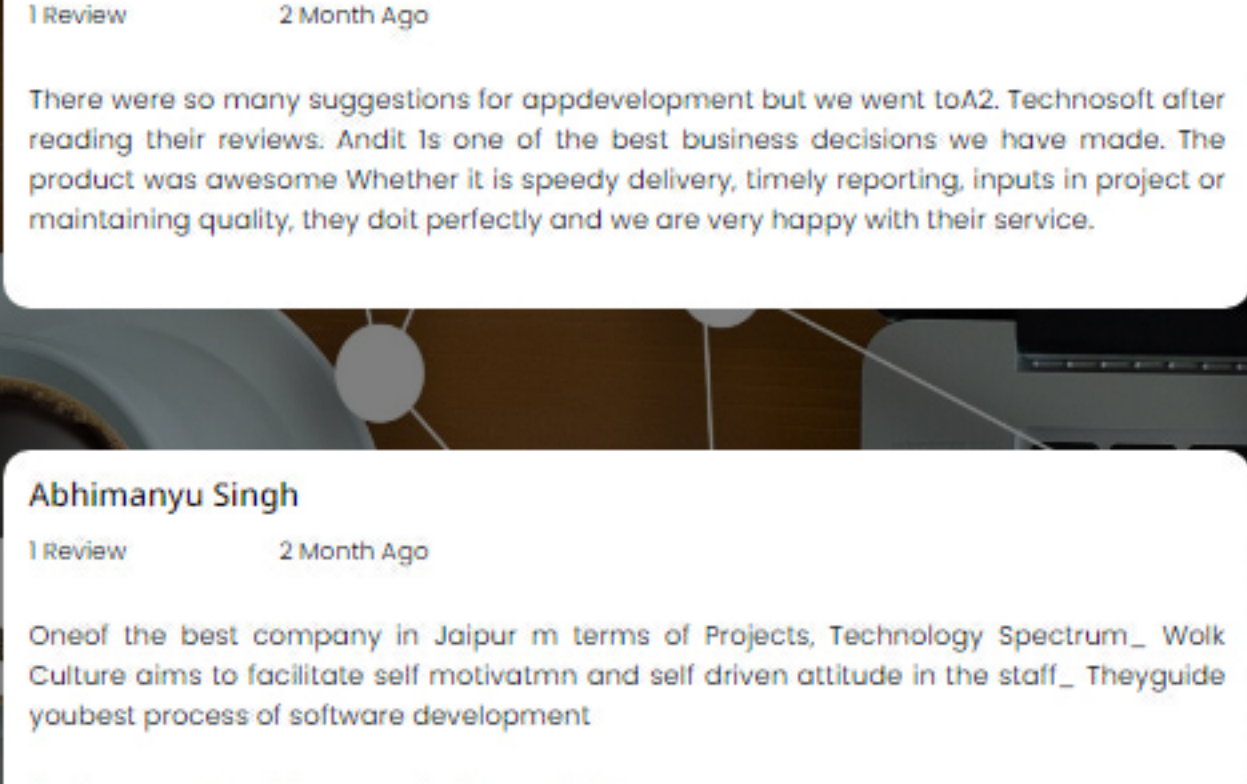 1 Review 2 Month Ago
There were so many suggestions for appdevelopment but we went toA2. Technosoft after
reading their reviews. Andit 1s one of the best business decisions we have made. The
product was awesome Whether it is speedy delivery, timely reporting, inputs in project or
maintaining quality, they doit perfectly and we are very happy with their service.
Abhimanyu Singh
1 Review 2 Month Ago
Oneof the best company in Jaipur m terms of Projects, Technology Spectrum_ Wolk
Culture aims to facilitate self motivatmn and self driven attitude in the staff_ Theyguide
youbest process of software development